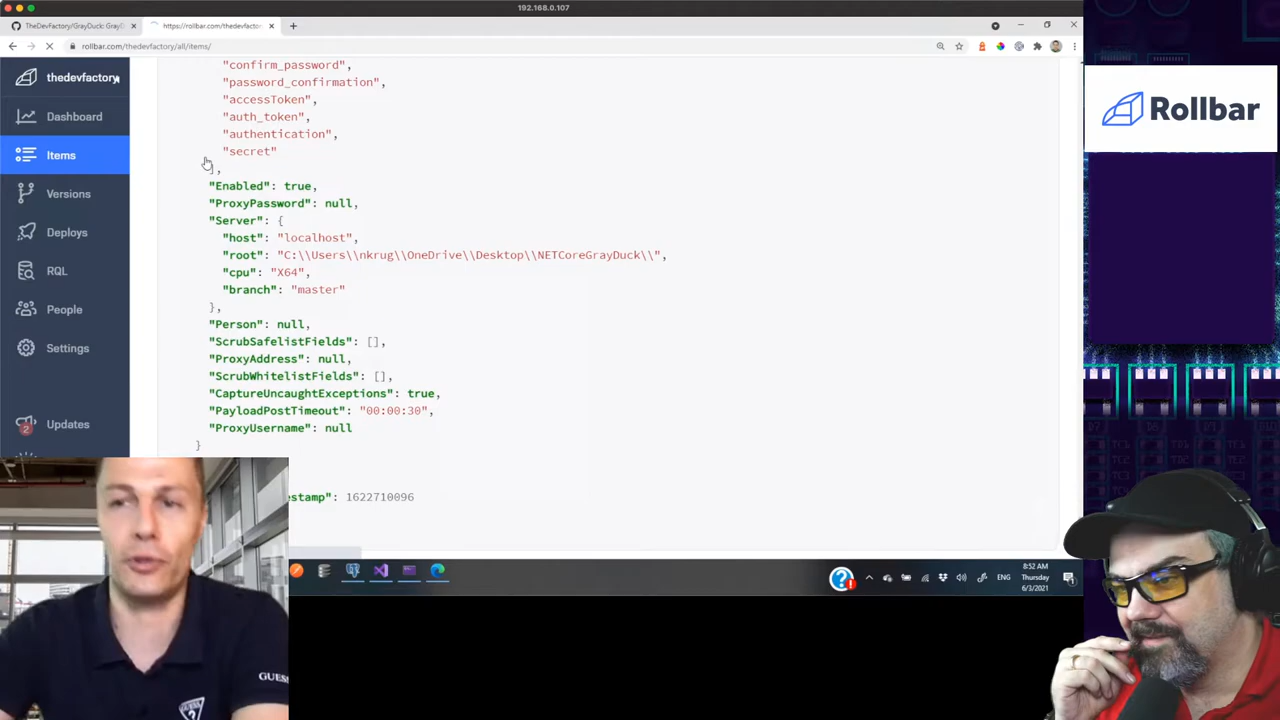 192.168.0.107
TheDevFactory/GrayDuck: GrayD
https://rollbar.com/thedevfactory
rollbar.com/thedevfactory/all/items/
thedevfactory
Dashboard
Items
Versions
Deploys
RQL
People
Settings
Updates
2
"confirm_password",
"password_confirmation",
"accessToken",
"auth_token",
"authentication",
"secret"
],
"Enabled": true,
"ProxyPassword": null,
"Server": {
"host": "localhost",
"root": "C:\\Users\\nkrug\\OneDrive\\Desktop\\NETCoreGrayDuck\\",
"cpu": "X64",
"branch": "master"
},
"Person": null,
"ScrubSafelistFields": [],
"ProxyAddress": null,
"ScrubWhitelistFields": [],
"CaptureUncaughtExceptions": true,
"PayloadPostTimeout": "00:00:30",
"ProxyUsername": null
}
estamp": 1622710096
ENG
8:52 AM
Thursday
6/3/2021
Rollbar
GUESS